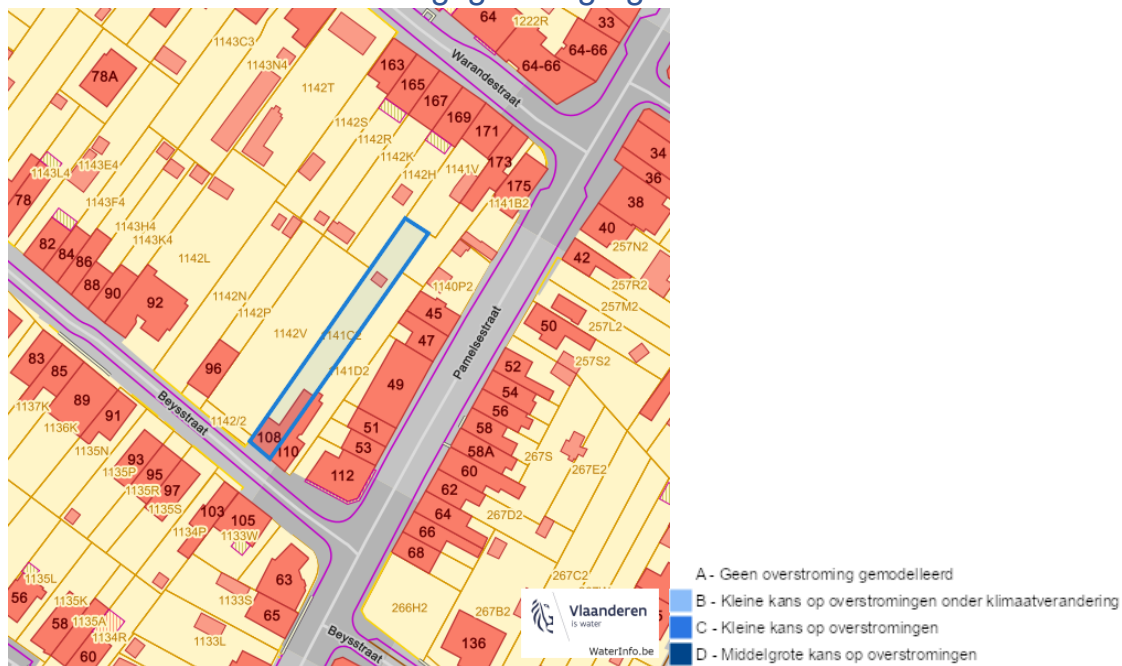 64
1222R
33
64-66
64-66
1143C3
1143N4
78A
1142T
163
165
167
169
171
173
175
Warandestraat
1142S
1142R
1142K
1142H
1141V
1141B2
34
36
38
40
42
257N2
257R2
257M2
257L2
257S2
1143L4
1143E4
78
1143F4
1143H4
1143K4
1142L
82
84
86
88
90
92
1142N
1142P
1142V
1141C2
1141D2
1140P2
45
47
49
51
53
Pamelsestraat
50
52
54
56
58
58A
60
62
64
66
68
96
Beysstraat
1142/2
108
110
112
83
85
89
91
1137K
1136K
1135N
93
95
97
1135P
1135R
1135S
103
105
1134P
1133W
267S
267E2
267D2
267C2
266H2
267B2
136
63
65
1133S
1133L
1135L
56
1135K
1135A
58
1134R
60
Beysstraat
Vlaanderen
is water
WaterInfo.be
A - Geen overstroming gemodelleerd
B - Kleine kans op overstromingen onder klimaatverandering
C - Kleine kans op overstromingen
D - Middelgrote kans op overstromingen